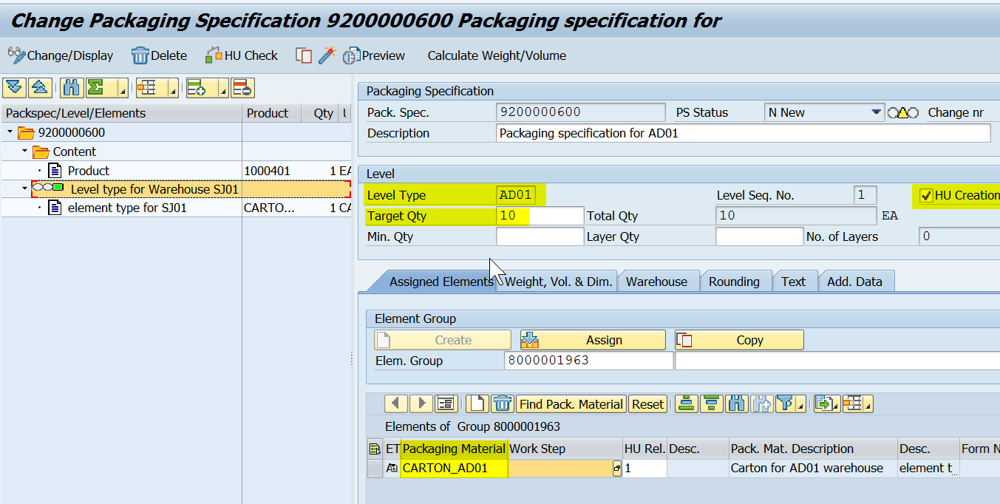 Change Packaging Specification 9200000600 Packaging specification for
Change/Display Delete HU Check Preview Calculate Weight/Volume
Packspec/Level/Elements Product Qty U
9200000600
Content
Product 1000401 1 EA
Level type for Warehouse SJ01
element type for SJ01 CARTO... 1 CA
Packaging Specification
Pack. Spec. 9200000600 PS Status N New Change nr
Description Packaging specification for AD01
Level
Level Type AD01 Level Seq. No. 1 HU Creation
Target Qty 10 Total Qty 10 EA
Min. Qty Layer Qty No. of Layers 0
Assigned Elements Weight, Vol. & Dim. Warehouse Rounding Text Add. Data
Element Group
Create Assign Copy
Elem. Group 8000001963
Find Pack. Material Reset
Elements of Group 8000001963
ET Packaging Material Work Step HU Rel. Desc. Pack. Mat. Description Desc. Form N
CARTON_AD01 1 Carton for AD01 warehouse element t...